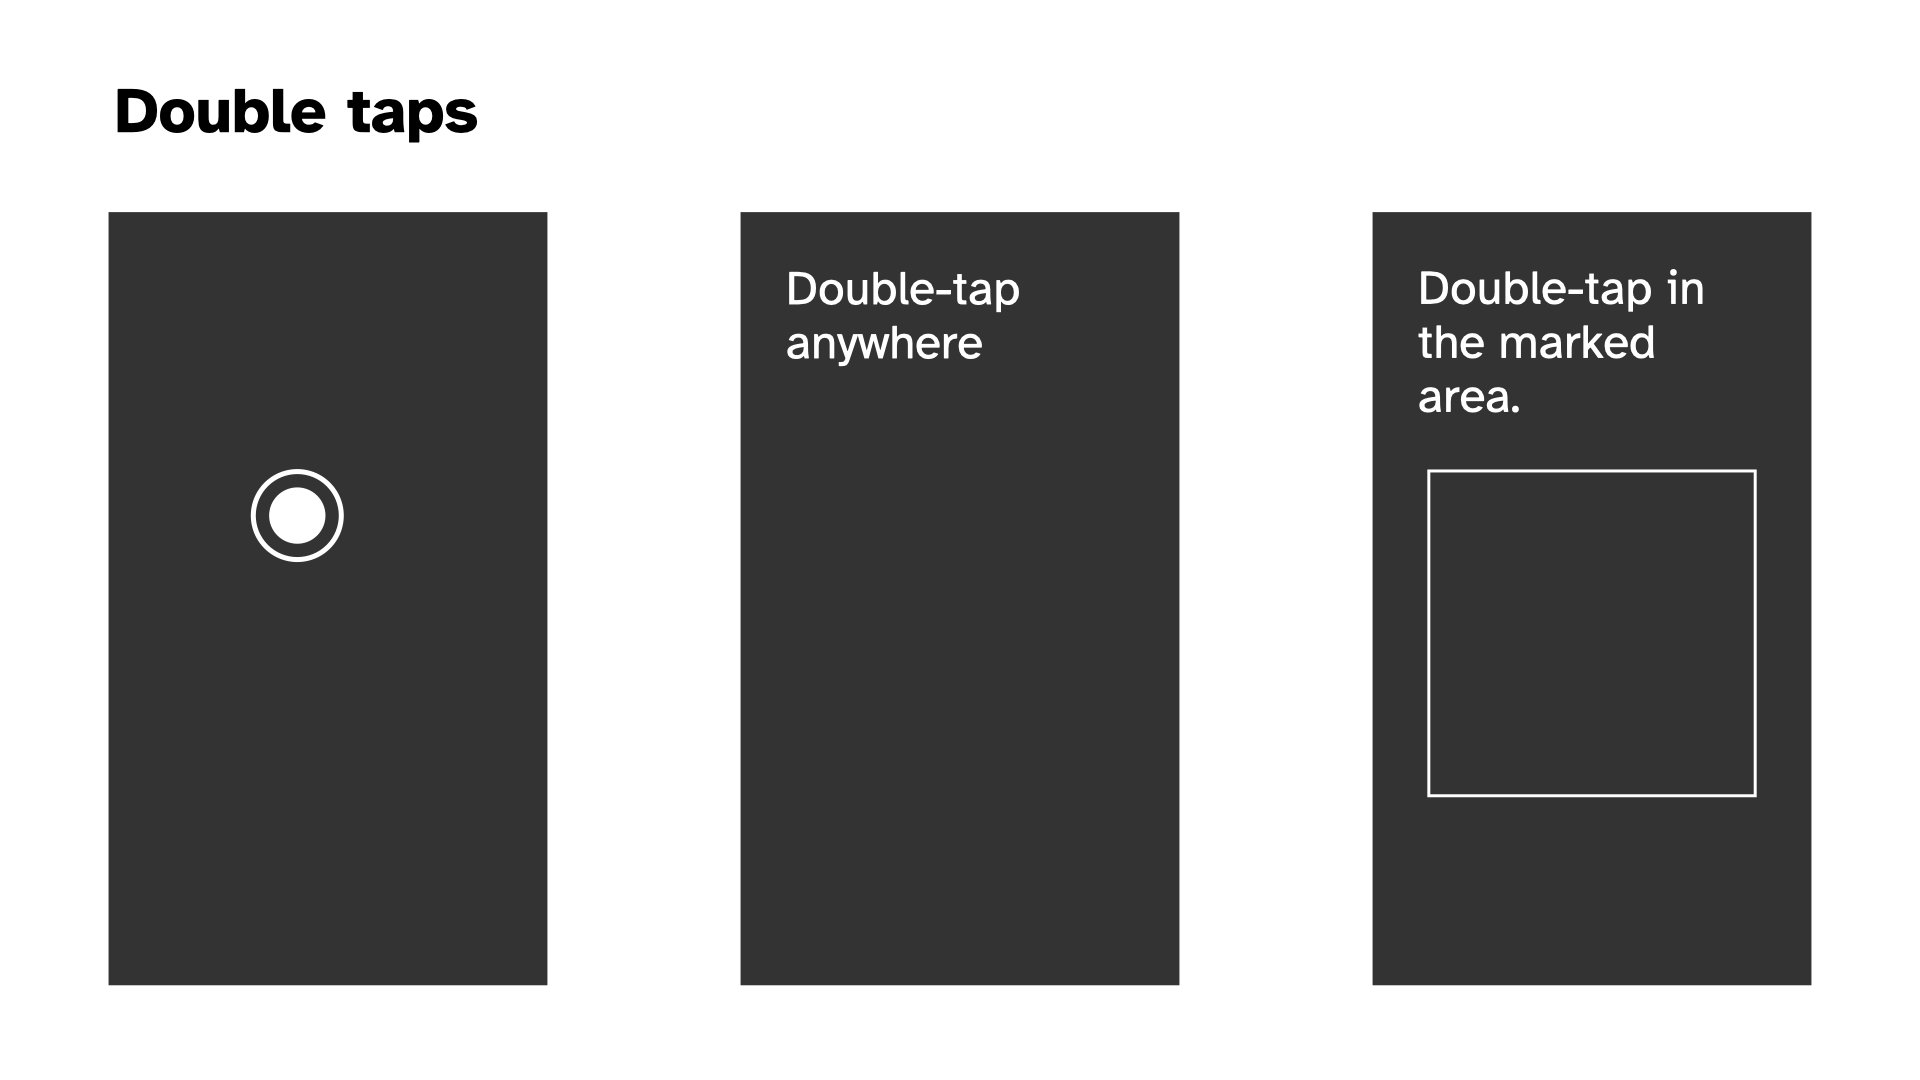 Double taps
Double-tap
anywhere
Double-tap in
the marked
area.